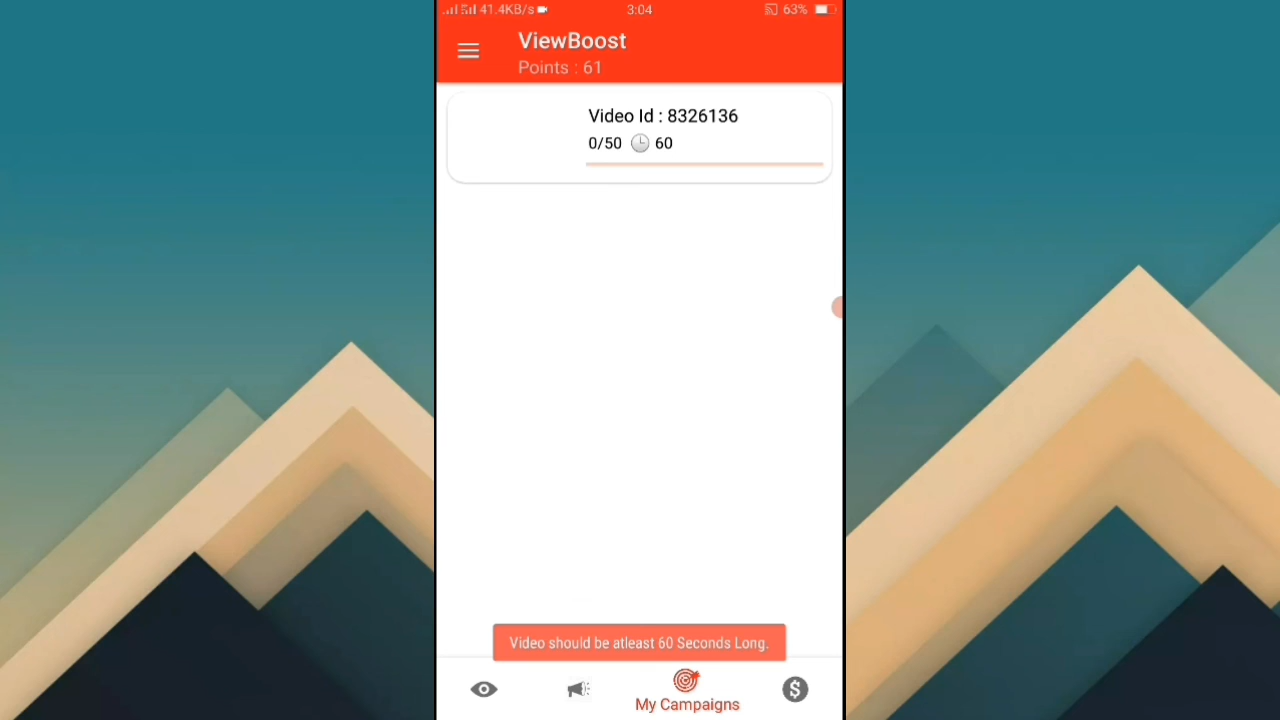 41.4KB/s 3:04 63%
ViewBoost
Points : 61
Video Id : 8326136
0/50 60
Video should be atleast 60 Seconds Long.
My Campaigns